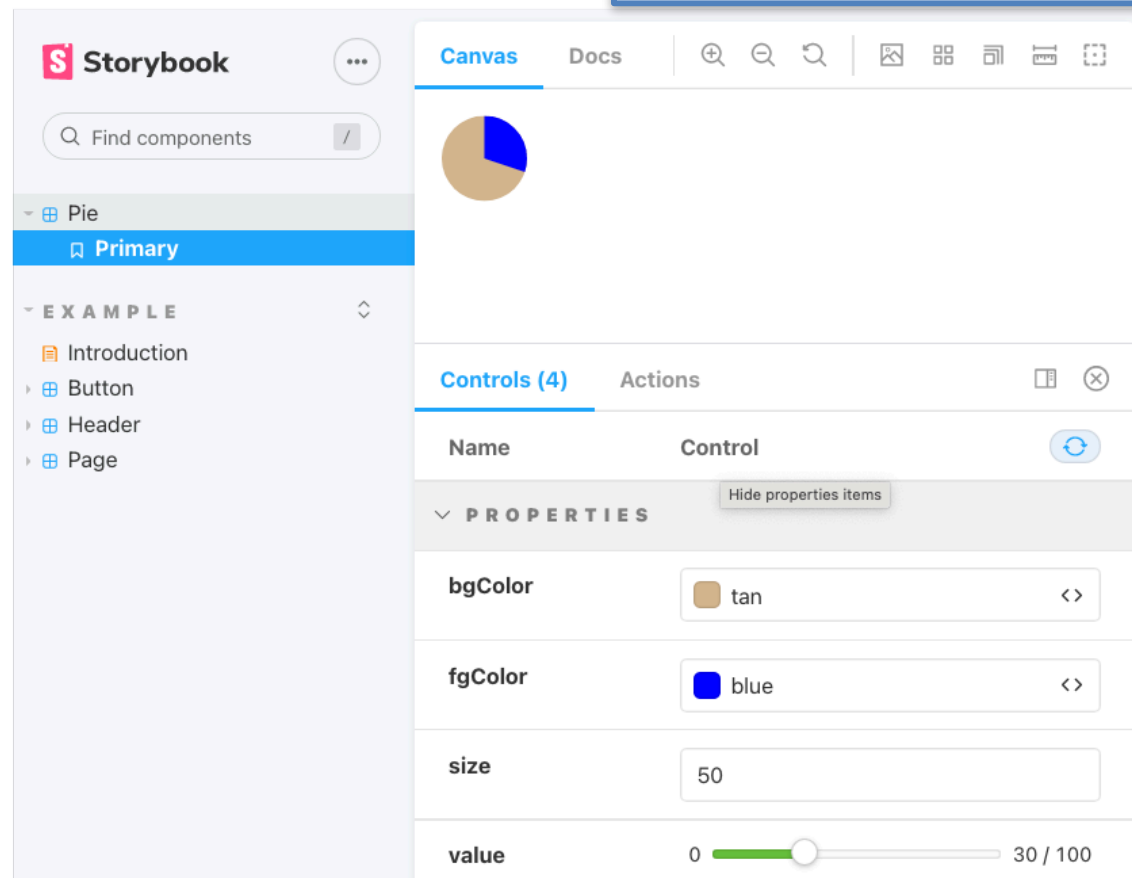 Storybook
Find components /
Pie
Primary
EXAMPLE
Introduction
Button
Header
Page
Canvas Docs
Controls (4) Actions
Name Control
Hide properties items
PROPERTIES
bgColor tan
fgColor blue
size 50
value 0 30 / 100